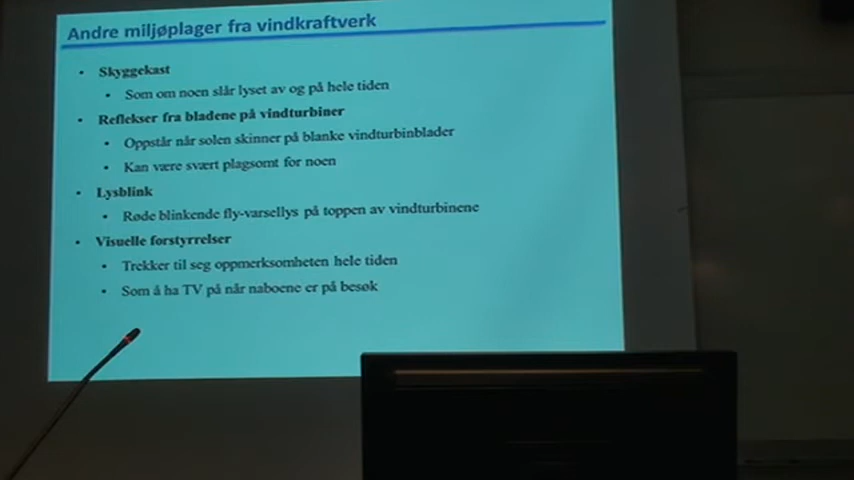 Andre miljøplager fra vindkraftverk
• Skyggekast
• Som om noen slår lyset av og på hele tiden
• Reflekser fra bladene på vindturbiner
• Oppstår når solen skinner på blanke vindturbinblader
• Kan være svært plagsomt for noen
• Lysblink
• Røde blinkende fly-varsellys på toppen av vindturbinene
• Visuelle forstyrrelser
• Trekker til seg oppmerksomheten hele tiden
• Som å ha TV på når naboene er på besøk